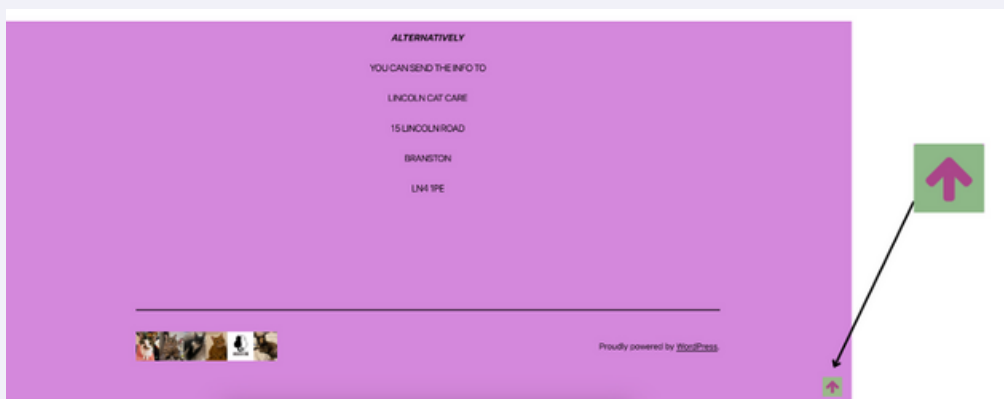 ALTERNATIVELY
YOU CAN SEND THE INFO TO
LINCOLN CAT CARE
15 LINCOLN ROAD
BRANSTON
LN4 1PE
Proudly powered by WordPress.